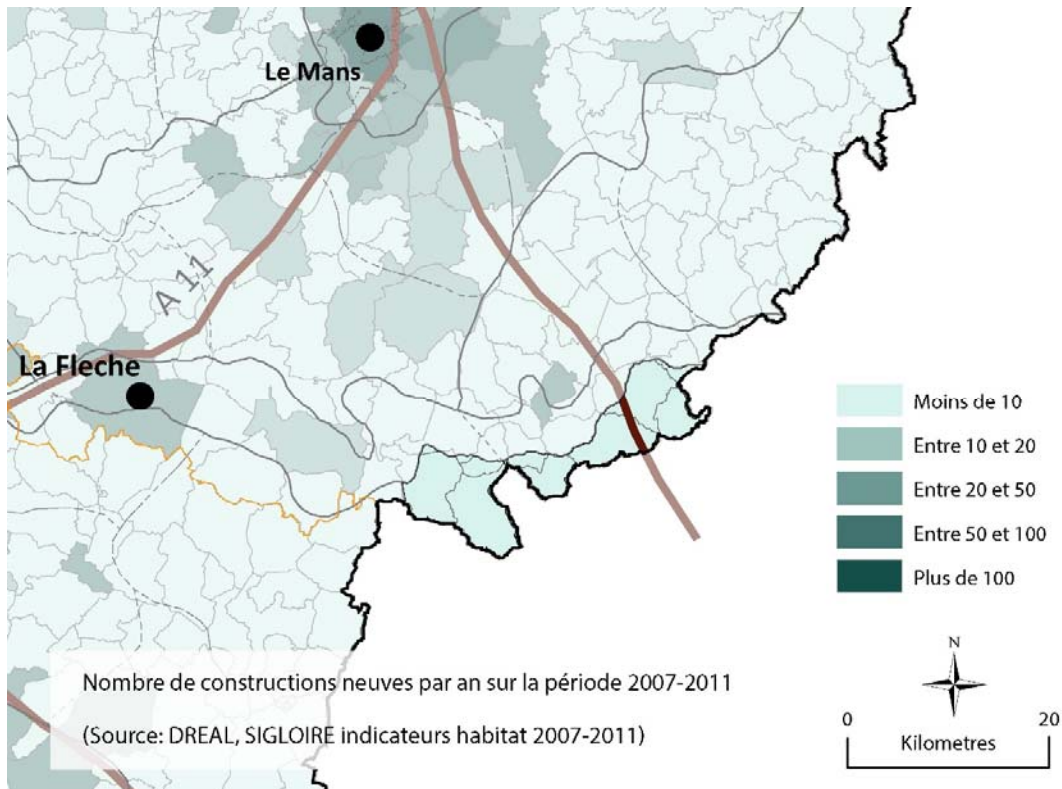 Le Mans
A 11
La Fleche
Moins de 10
Entre 10 et 20
Entre 20 et 50
Entre 50 et 100
Plus de 100
N
0 20
Kilometres
Nombre de constructions neuves par an sur la période 2007-2011
(Source: DREAL, SIGLOIRE indicateurs habitat 2007-2011)